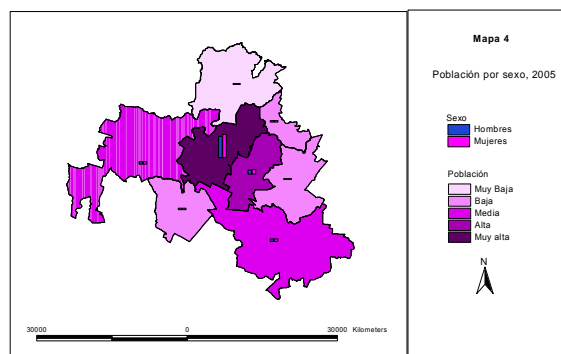 Mapa 4
Población por sexo, 2005
Sexo
Hombres
Mujeres
Población
Muy Baja
Baja
Media
Alta
Muy alta
N
30000 0 30000 Kilometers